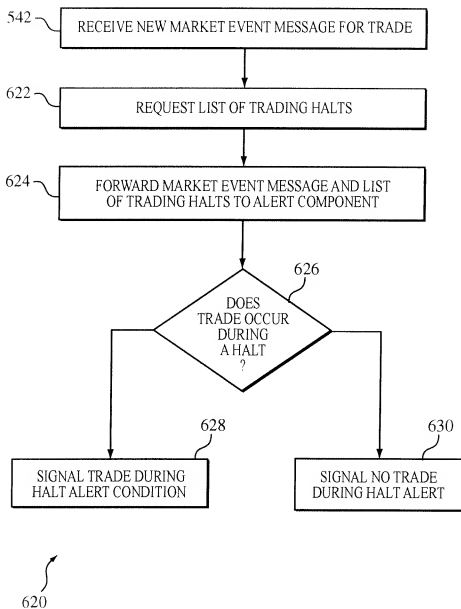 542
RECEIVE NEW MARKET EVENT MESSAGE FOR TRADE
622
REQUEST LIST OF TRADING HALTS
624
FORWARD MARKET EVENT MESSAGE AND LIST
OF TRADING HALTS TO ALERT COMPONENT
626
DOES
TRADE OCCUR
DURING
A HALT
?
628
SIGNAL TRADE DURING
HALT ALERT CONDITION
630
SIGNAL NO TRADE
DURING HALT ALERT
620